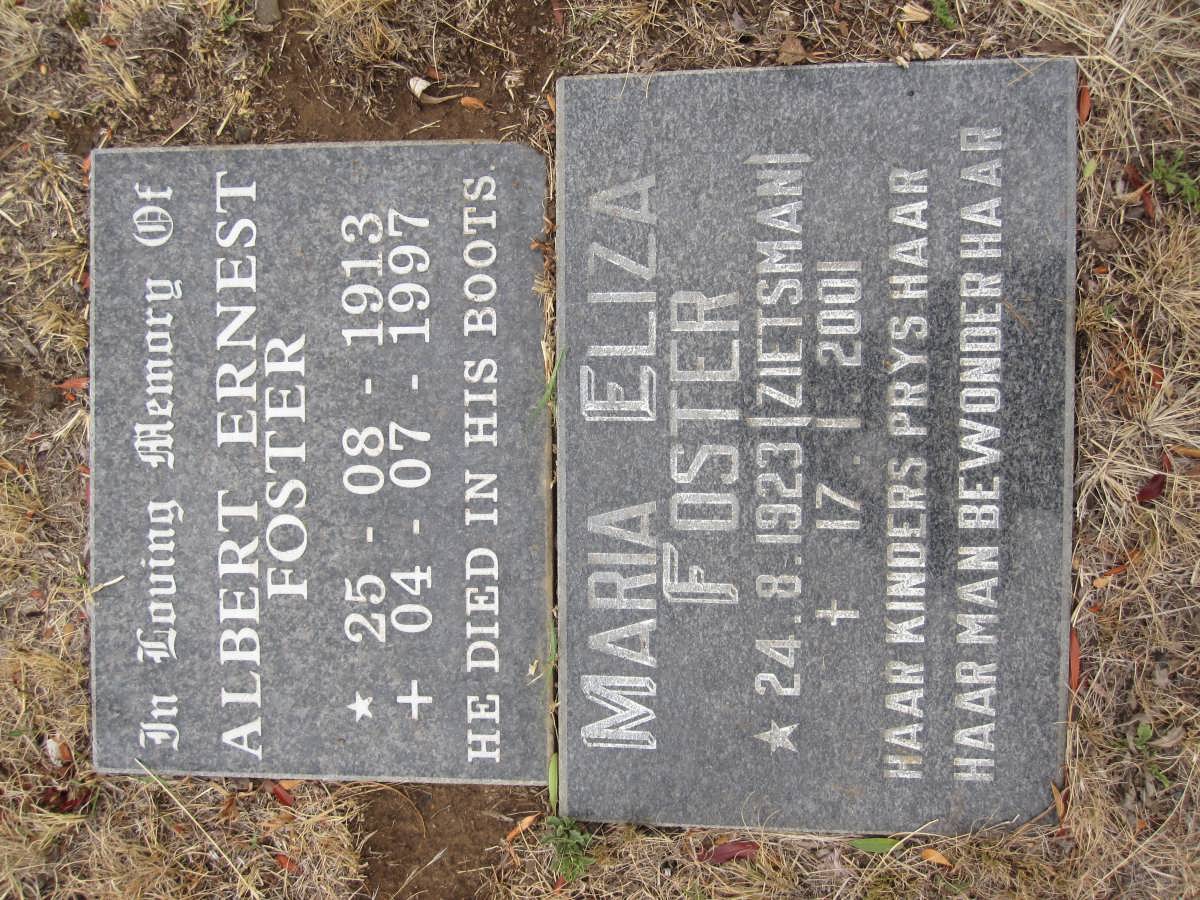 In Loving Memory Of
ALBERT ERNEST
FOSTER
★ 25 - 08 - 1913
+ 04 - 07 - 1997
HE DIED IN HIS BOOTS.
MARIA ELIZA
FOSTER
★ 24.8.1923 (ZIETSMAN)
† 17.1.2001
HAAR KINDERS PRYS HAAR
HAAR MAN BEWONDER HAAR